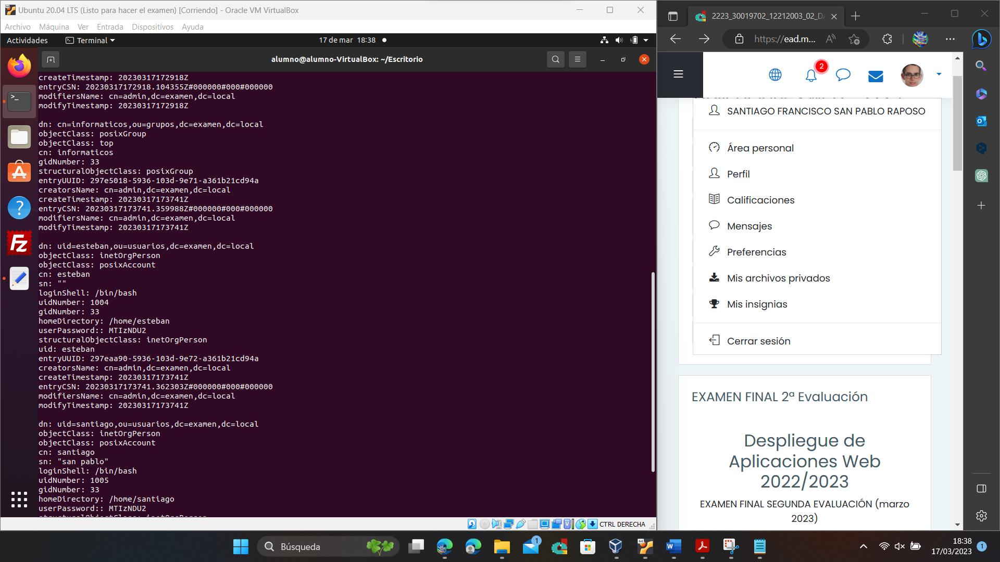 Ubuntu 20.04 LTS (Listo para hacer el examen) [Corriendo] - Oracle VM VirtualBox
Archivo Máquina Ver Entrada Dispositivos Ayuda
Actividades Terminal 17 de mar 18:38
alumno@alumno-VirtualBox: ~/Escritorio
createTimestamp: 20230317172918Z
entryCSN: 20230317172918.104355Z#000000#000#000000
modifiersName: cn=admin,dc=examen,dc=local
modifyTimestamp: 20230317172918Z
dn: cn=informaticos,ou=grupos,dc=examen,dc=local
objectClass: posixGroup
objectClass: top
cn: informaticos
gidNumber: 33
structuralObjectClass: posixGroup
entryUUID: 297e5018-5936-103d-9e71-a361b21cd94a
creatorsName: cn=admin,dc=examen,dc=local
createTimestamp: 20230317173741Z
entryCSN: 20230317173741.359988Z#000000#000#000000
modifiersName: cn=admin,dc=examen,dc=local
modifyTimestamp: 20230317173741Z
dn: uid=esteban,ou=usuarios,dc=examen,dc=local
objectClass: inetOrgPerson
objectClass: posixAccount
cn: esteban
sn: ""
loginShell: /bin/bash
uidNumber: 1004
gidNumber: 33
homeDirectory: /home/esteban
userPassword:: MTIzNDU2
structuralObjectClass: inetOrgPerson
uid: esteban
entryUUID: 297eaa90-5936-103d-9e72-a361b21cd94a
creatorsName: cn=admin,dc=examen,dc=local
createTimestamp: 20230317173741Z
entryCSN: 20230317173741.362303Z#000000#000#000000
modifiersName: cn=admin,dc=examen,dc=local
modifyTimestamp: 20230317173741Z
dn: uid=santiago,ou=usuarios,dc=examen,dc=local
objectClass: inetOrgPerson
objectClass: posixAccount
cn: santiago
sn: "san pablo"
loginShell: /bin/bash
uidNumber: 1005
gidNumber: 33
homeDirectory: /home/santiago
userPassword:: MTIzNDU2
structuralObjectClass: inetOrgPerson
CTRL DERECHA
2223_30019702_12212003_02_DA
https://ead.m...
2
SANTIAGO FRANCISCO SAN PABLO RAPOSO
Área personal
Perfil
Calificaciones
Mensajes
Preferencias
Mis archivos privados
Mis insignias
Cerrar sesión
EXAMEN FINAL 2ª Evaluación
Despliegue de
Aplicaciones Web
2022/2023
EXAMEN FINAL SEGUNDA EVALUACIÓN (marzo
2023)
Búsqueda
1
64
18:38
17/03/2023
1